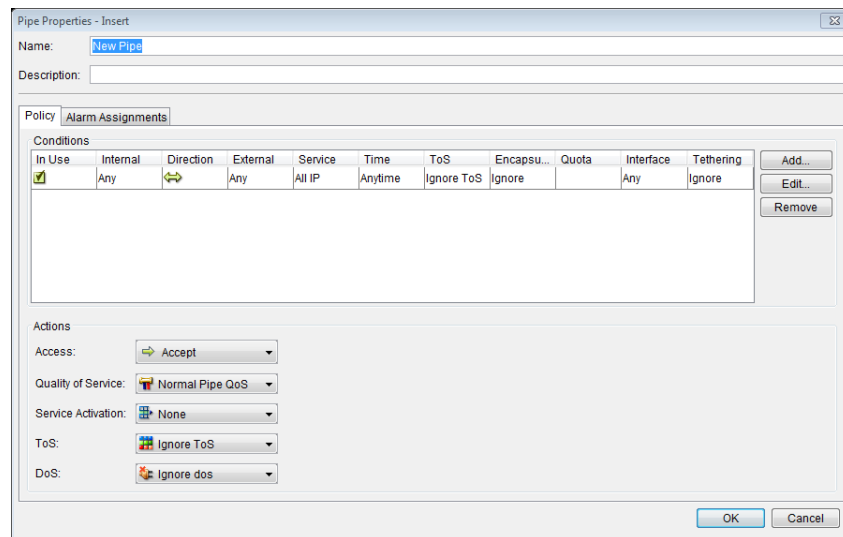 Pipe Properties - Insert
Name: New Pipe
Description:
Policy Alarm Assignments
Conditions
In Use Internal Direction External Service Time ToS Encapsu... Quota Interface Tethering Add...
Any Any All IP Anytime Ignore ToS Ignore Any Ignore Edit...
Remove
Actions
Access: Accept
Quality of Service: Normal Pipe QoS
Service Activation: None
ToS: Ignore ToS
DoS: Ignore dos
OK Cancel